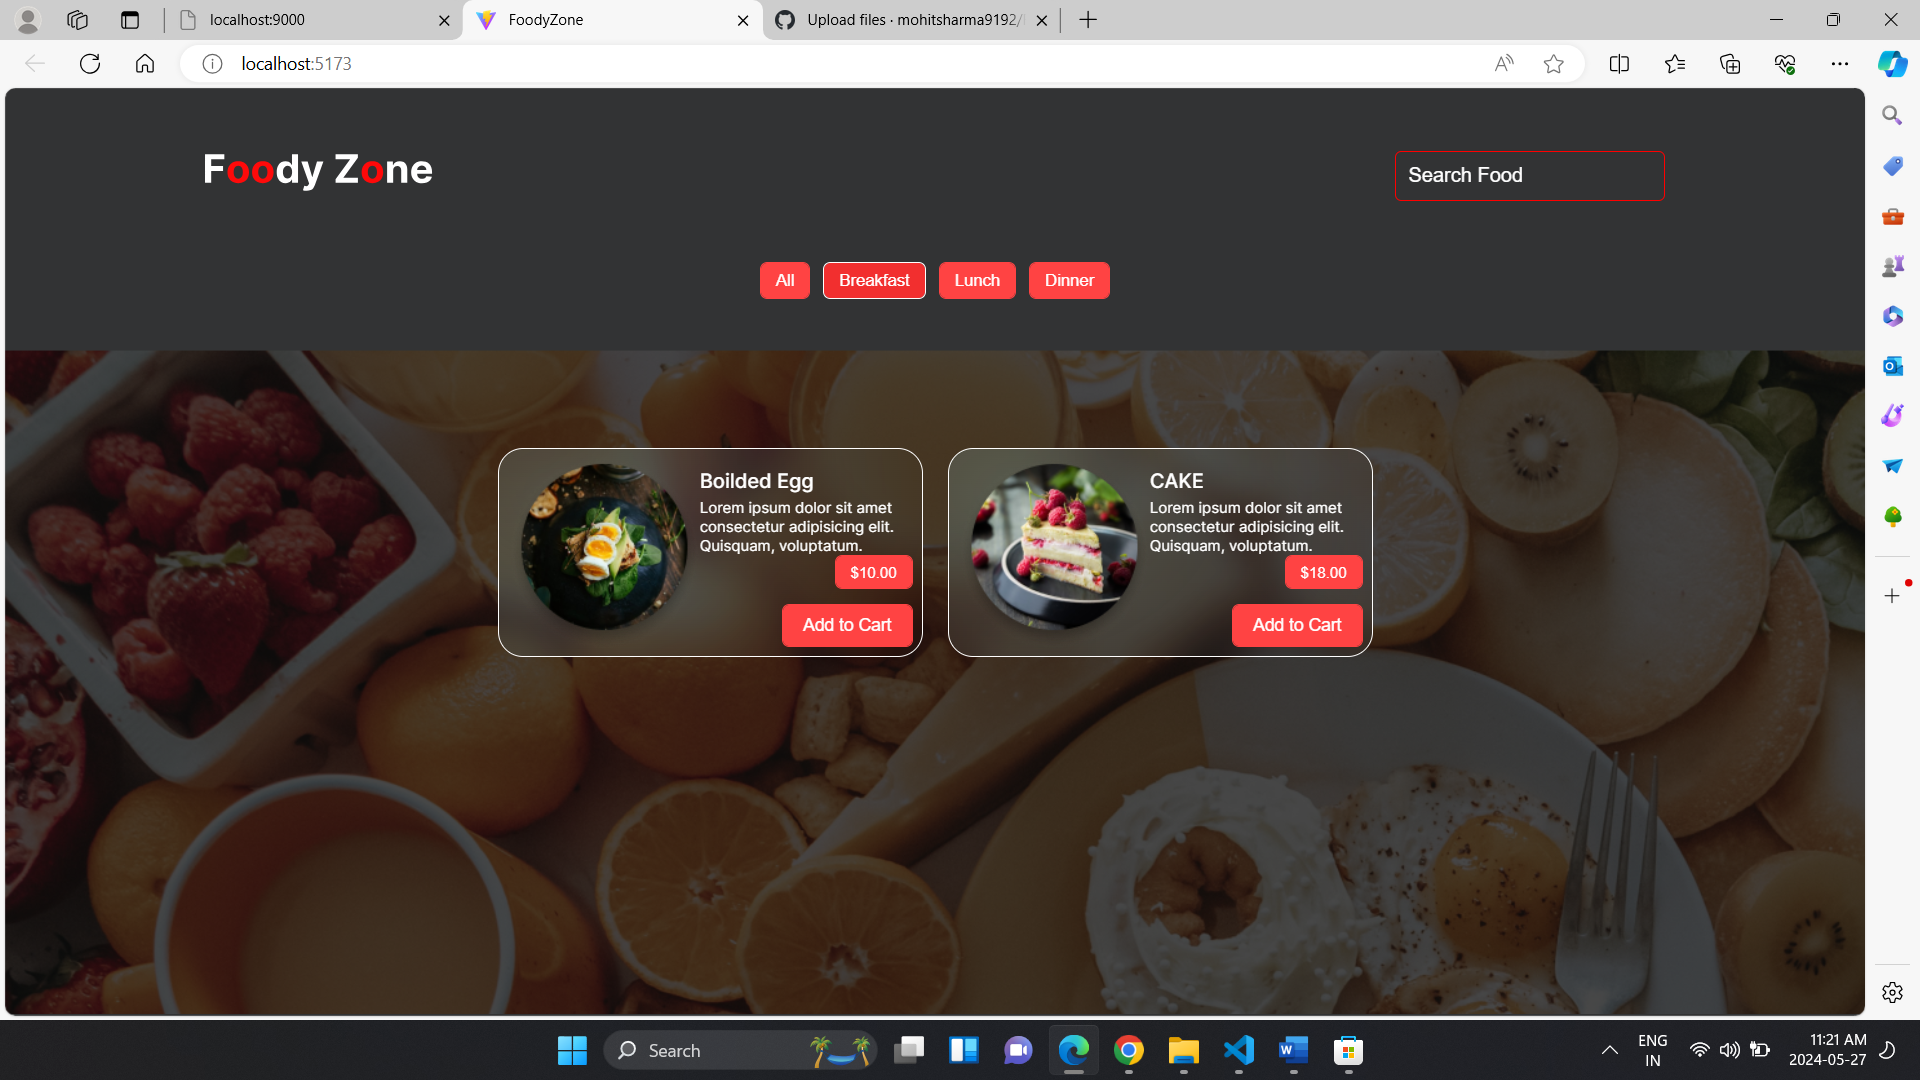 localhost:9000
FoodyZone
Upload files · mohitsharma9192/
localhost:5173
Foody Zone
Search Food
All
Breakfast
Lunch
Dinner
Boilded Egg
Lorem ipsum dolor sit amet
consectetur adipisicing elit.
Quisquam, voluptatum.
$10.00
Add to Cart
CAKE
Lorem ipsum dolor sit amet
consectetur adipisicing elit.
Quisquam, voluptatum.
$18.00
Add to Cart
Search
ENG
IN
11:21 AM
2024-05-27